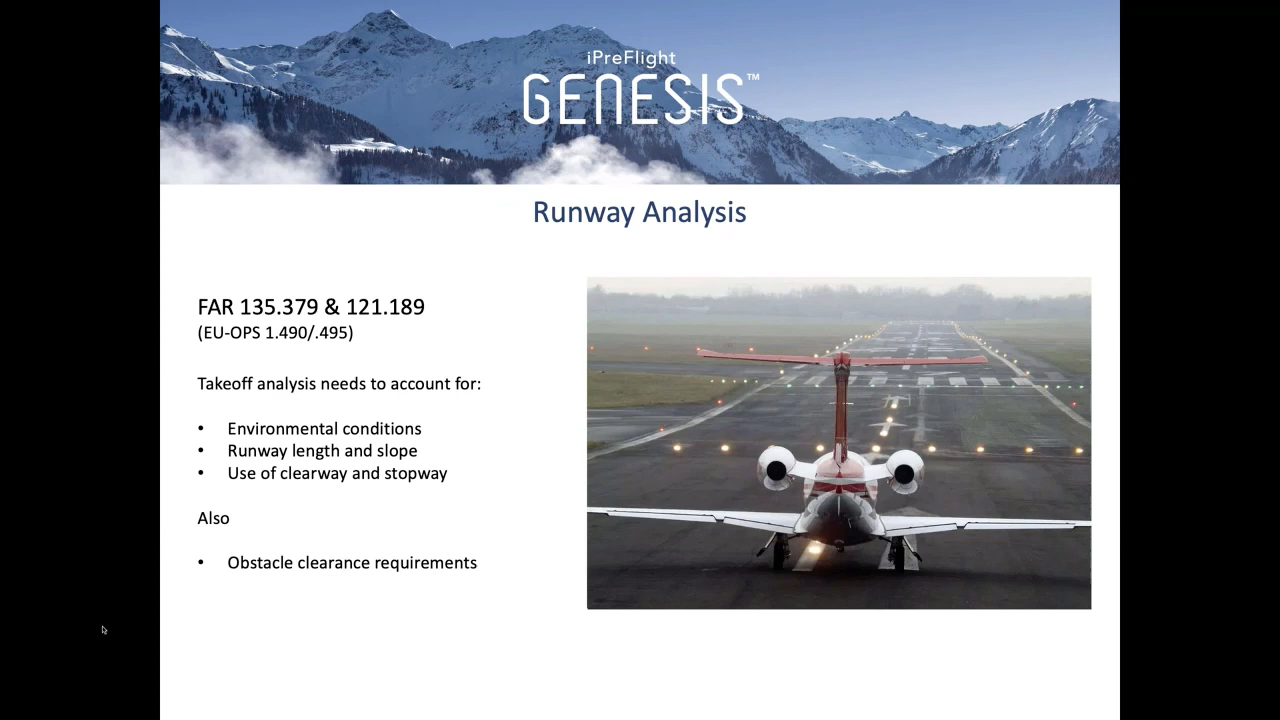 iPreFlight
GENESIS™
Runway Analysis
FAR 135.379 & 121.189
(EU-OPS 1.490/.495)
Takeoff analysis needs to account for:
• Environmental conditions
• Runway length and slope
• Use of clearway and stopway
Also
• Obstacle clearance requirements